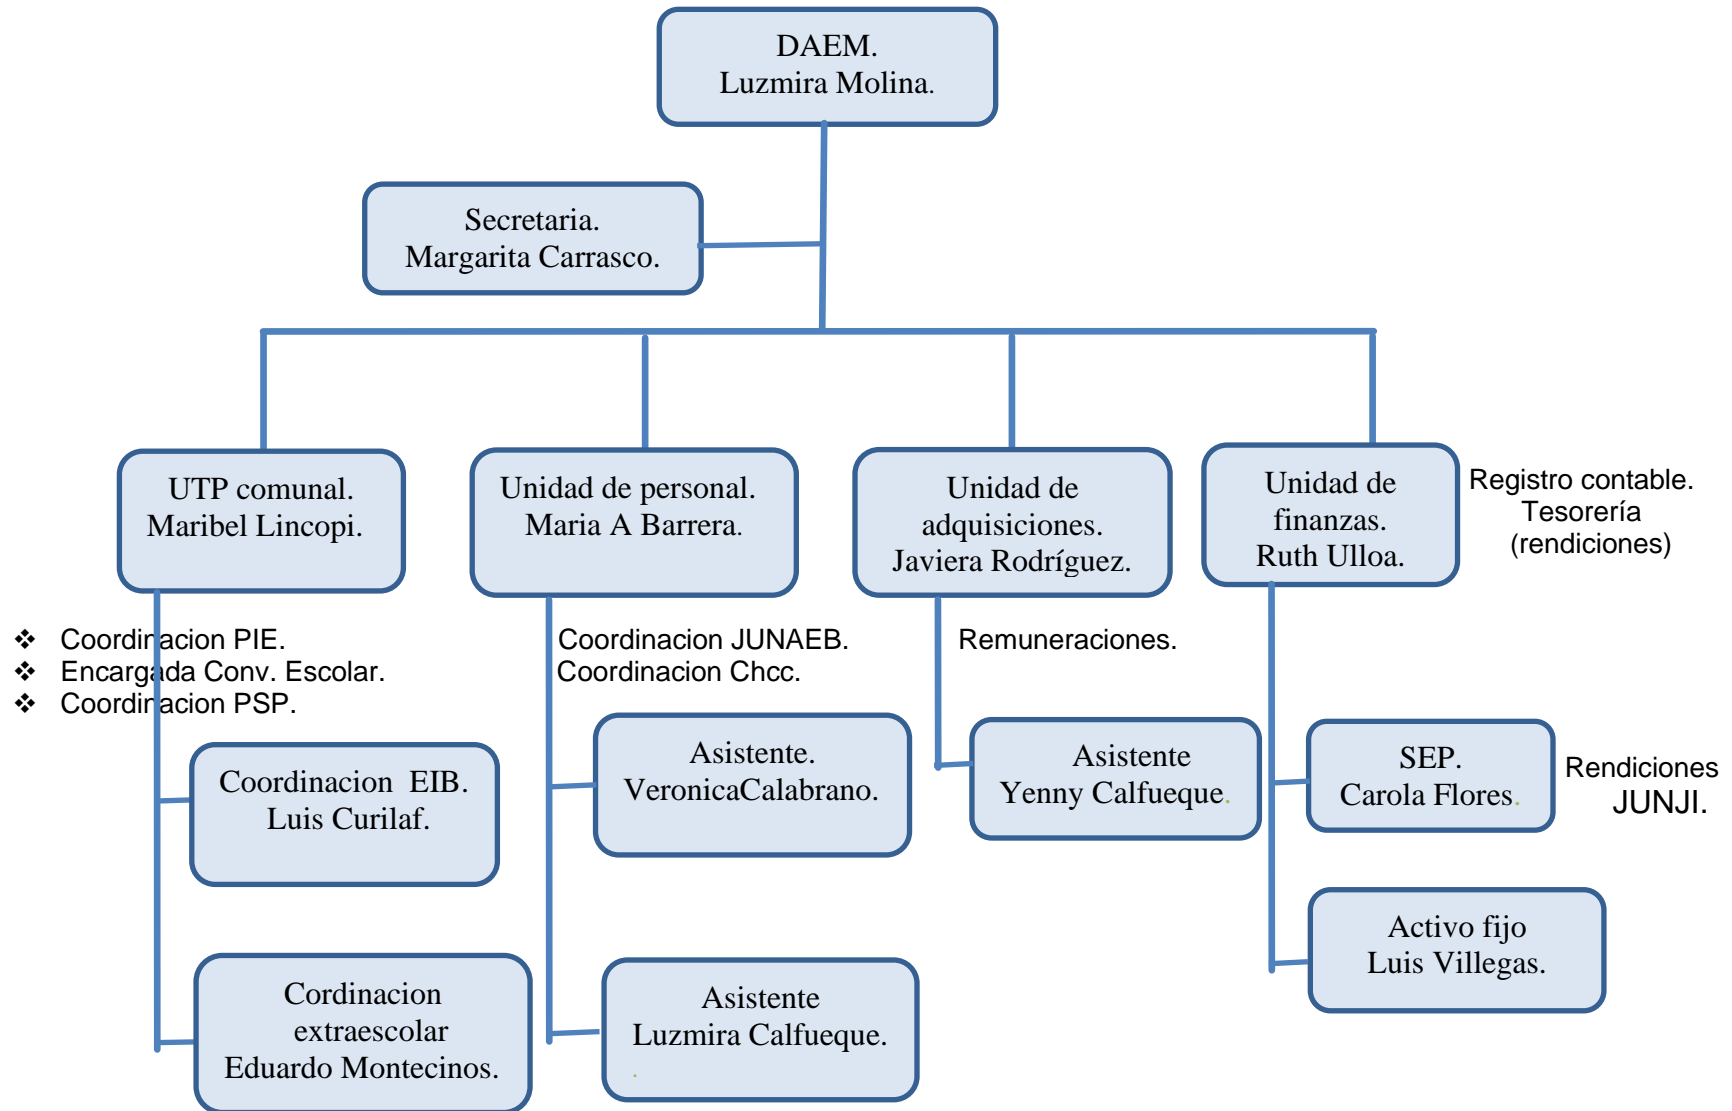 DAEM.
Luzmira Molina.
Secretaria.
Margarita Carrasco.
UTP comunal.
Maribel Lincopi.
Unidad de personal.
Maria A Barrera.
Unidad de
adquisiciones.
Javiera Rodríguez.
Unidad de
finanzas.
Ruth Ulloa.
Registro contable.
Tesorería
(rendiciones)
❖ Coordinacion PIE.
❖ Encargada Conv. Escolar.
❖ Coordinacion PSP.
Coordinacion JUNAEB.
Coordinacion Chcc.
Remuneraciones.
Coordinacion EIB.
Luis Curilaf.
Asistente.
VeronicaCalabrano.
Asistente
Yenny Calfueque.
SEP.
Carola Flores.
Rendiciones
JUNJI.
Cordinacion
extraescolar
Eduardo Montecinos.
Asistente
Luzmira Calfueque.
.
Activo fijo
Luis Villegas.